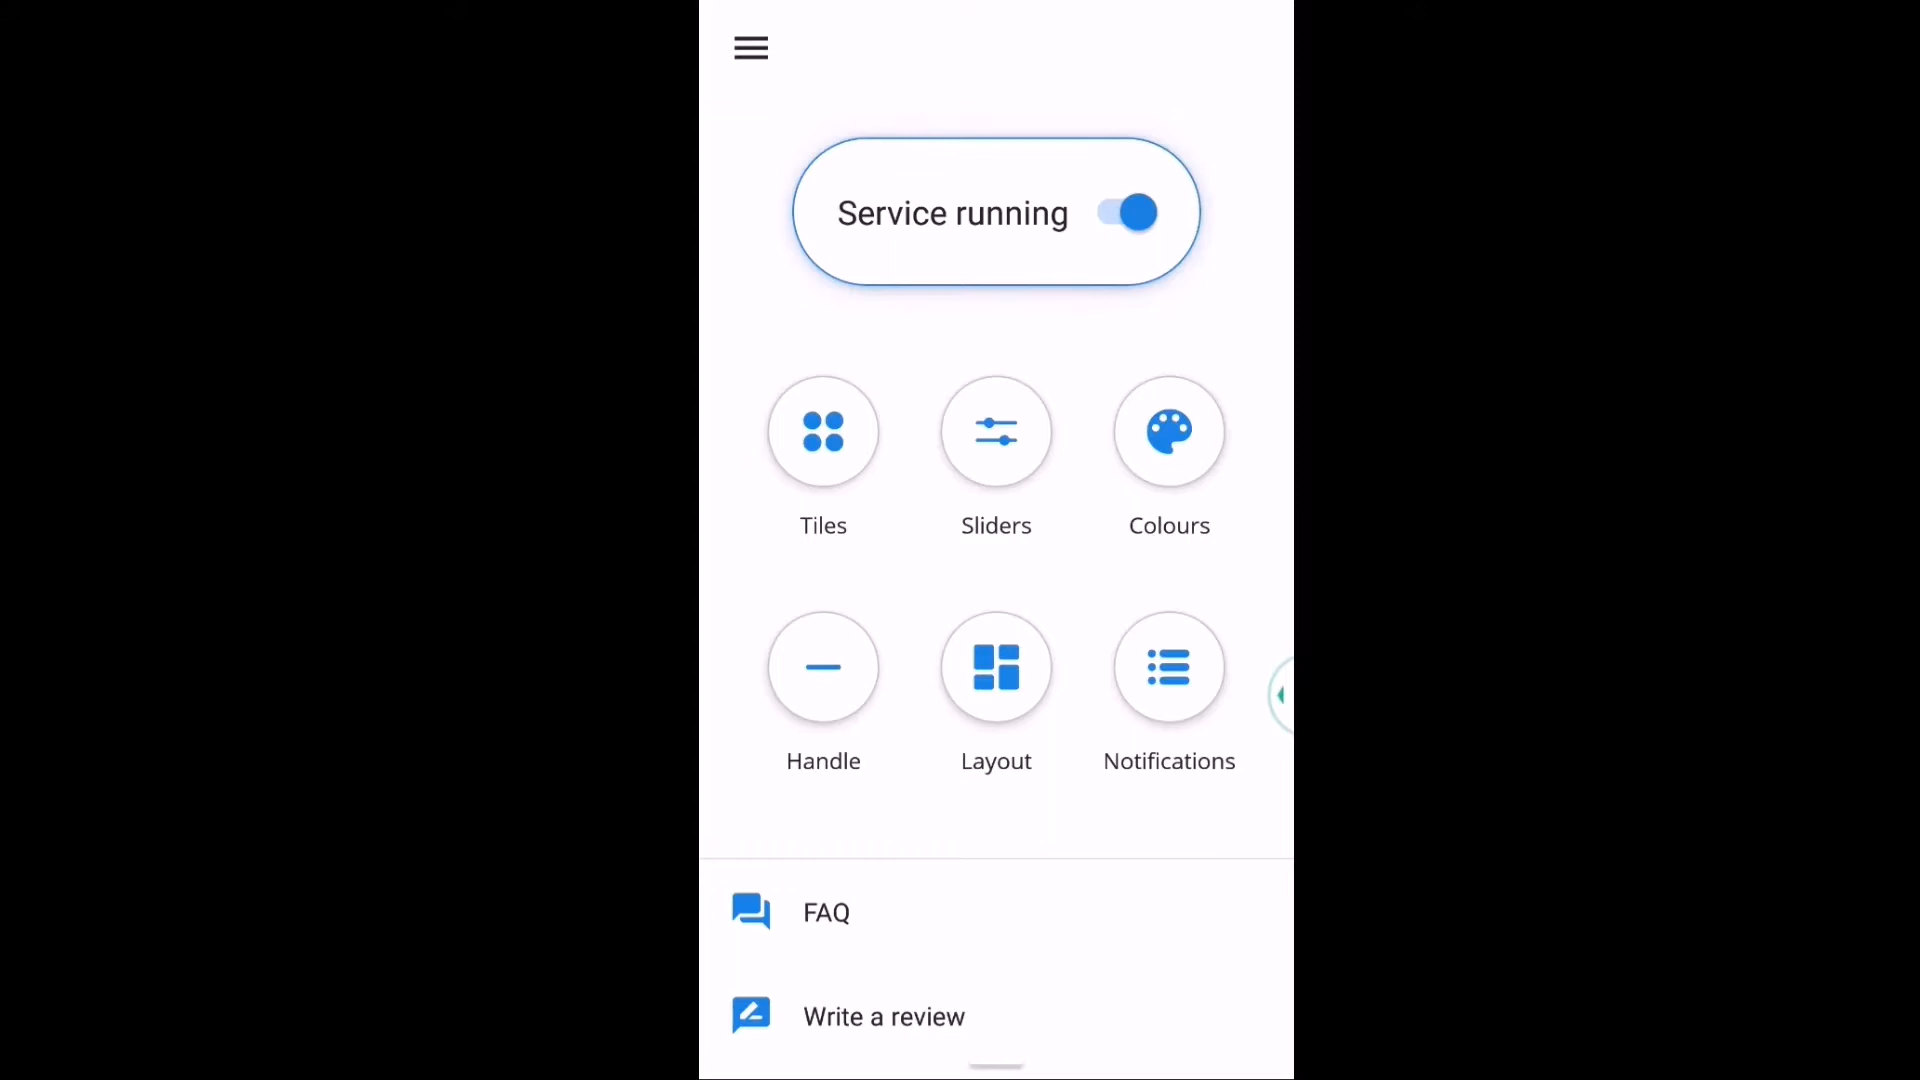 Service running
Tiles
Sliders
Colours
Handle
Layout
Notifications
FAQ
Write a review